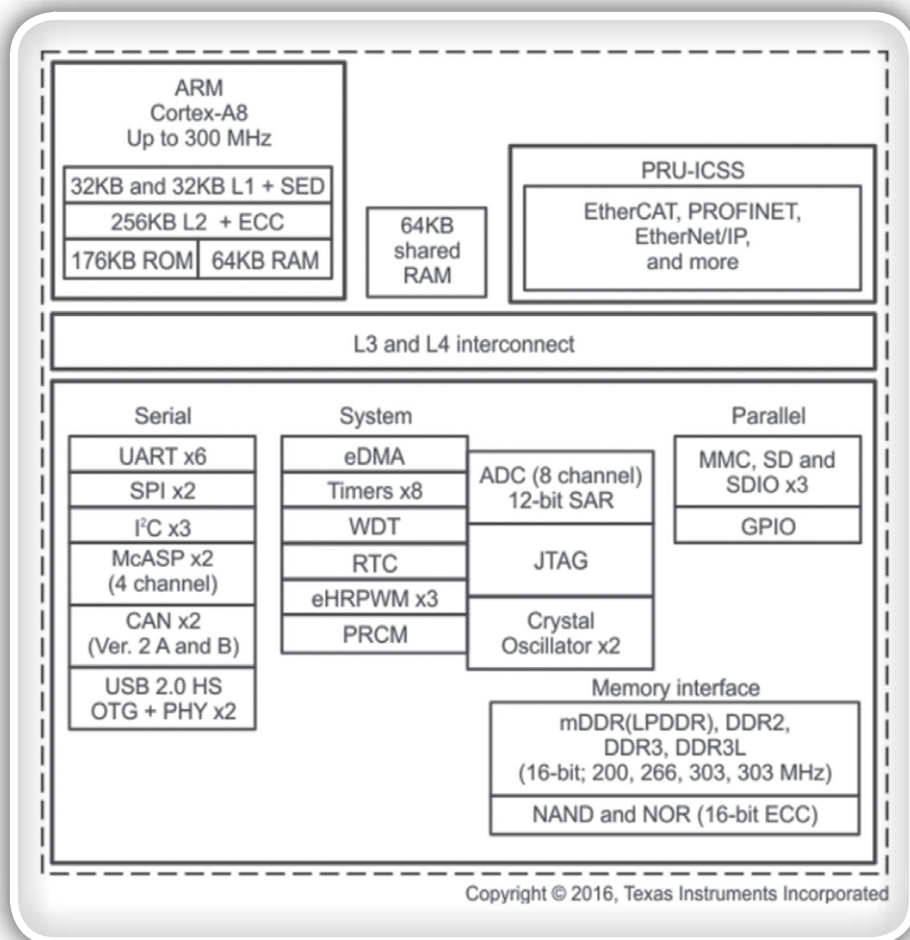 ARM
Cortex-A8
Up to 300 MHz
32KB and 32KB L1 + SED
256KB L2 + ECC
176KB ROM
64KB RAM
64KB
shared
RAM
PRU-ICSS
EtherCAT, PROFINET,
EtherNet/IP,
and more
L3 and L4 interconnect
Serial
UART x6
SPI x2
I²C x3
McASP x2
(4 channel)
CAN x2
(Ver. 2 A and B)
USB 2.0 HS
OTG + PHY x2
System
eDMA
Timers x8
WDT
RTC
eHRPWM x3
PRCM
ADC (8 channel)
12-bit SAR
JTAG
Crystal
Oscillator x2
Parallel
MMC, SD and
SDIO x3
GPIO
Memory interface
mDDR(LPDDR), DDR2,
DDR3, DDR3L
(16-bit; 200, 266, 303, 303 MHz)
NAND and NOR (16-bit ECC)
Copyright © 2016, Texas Instruments Incorporated